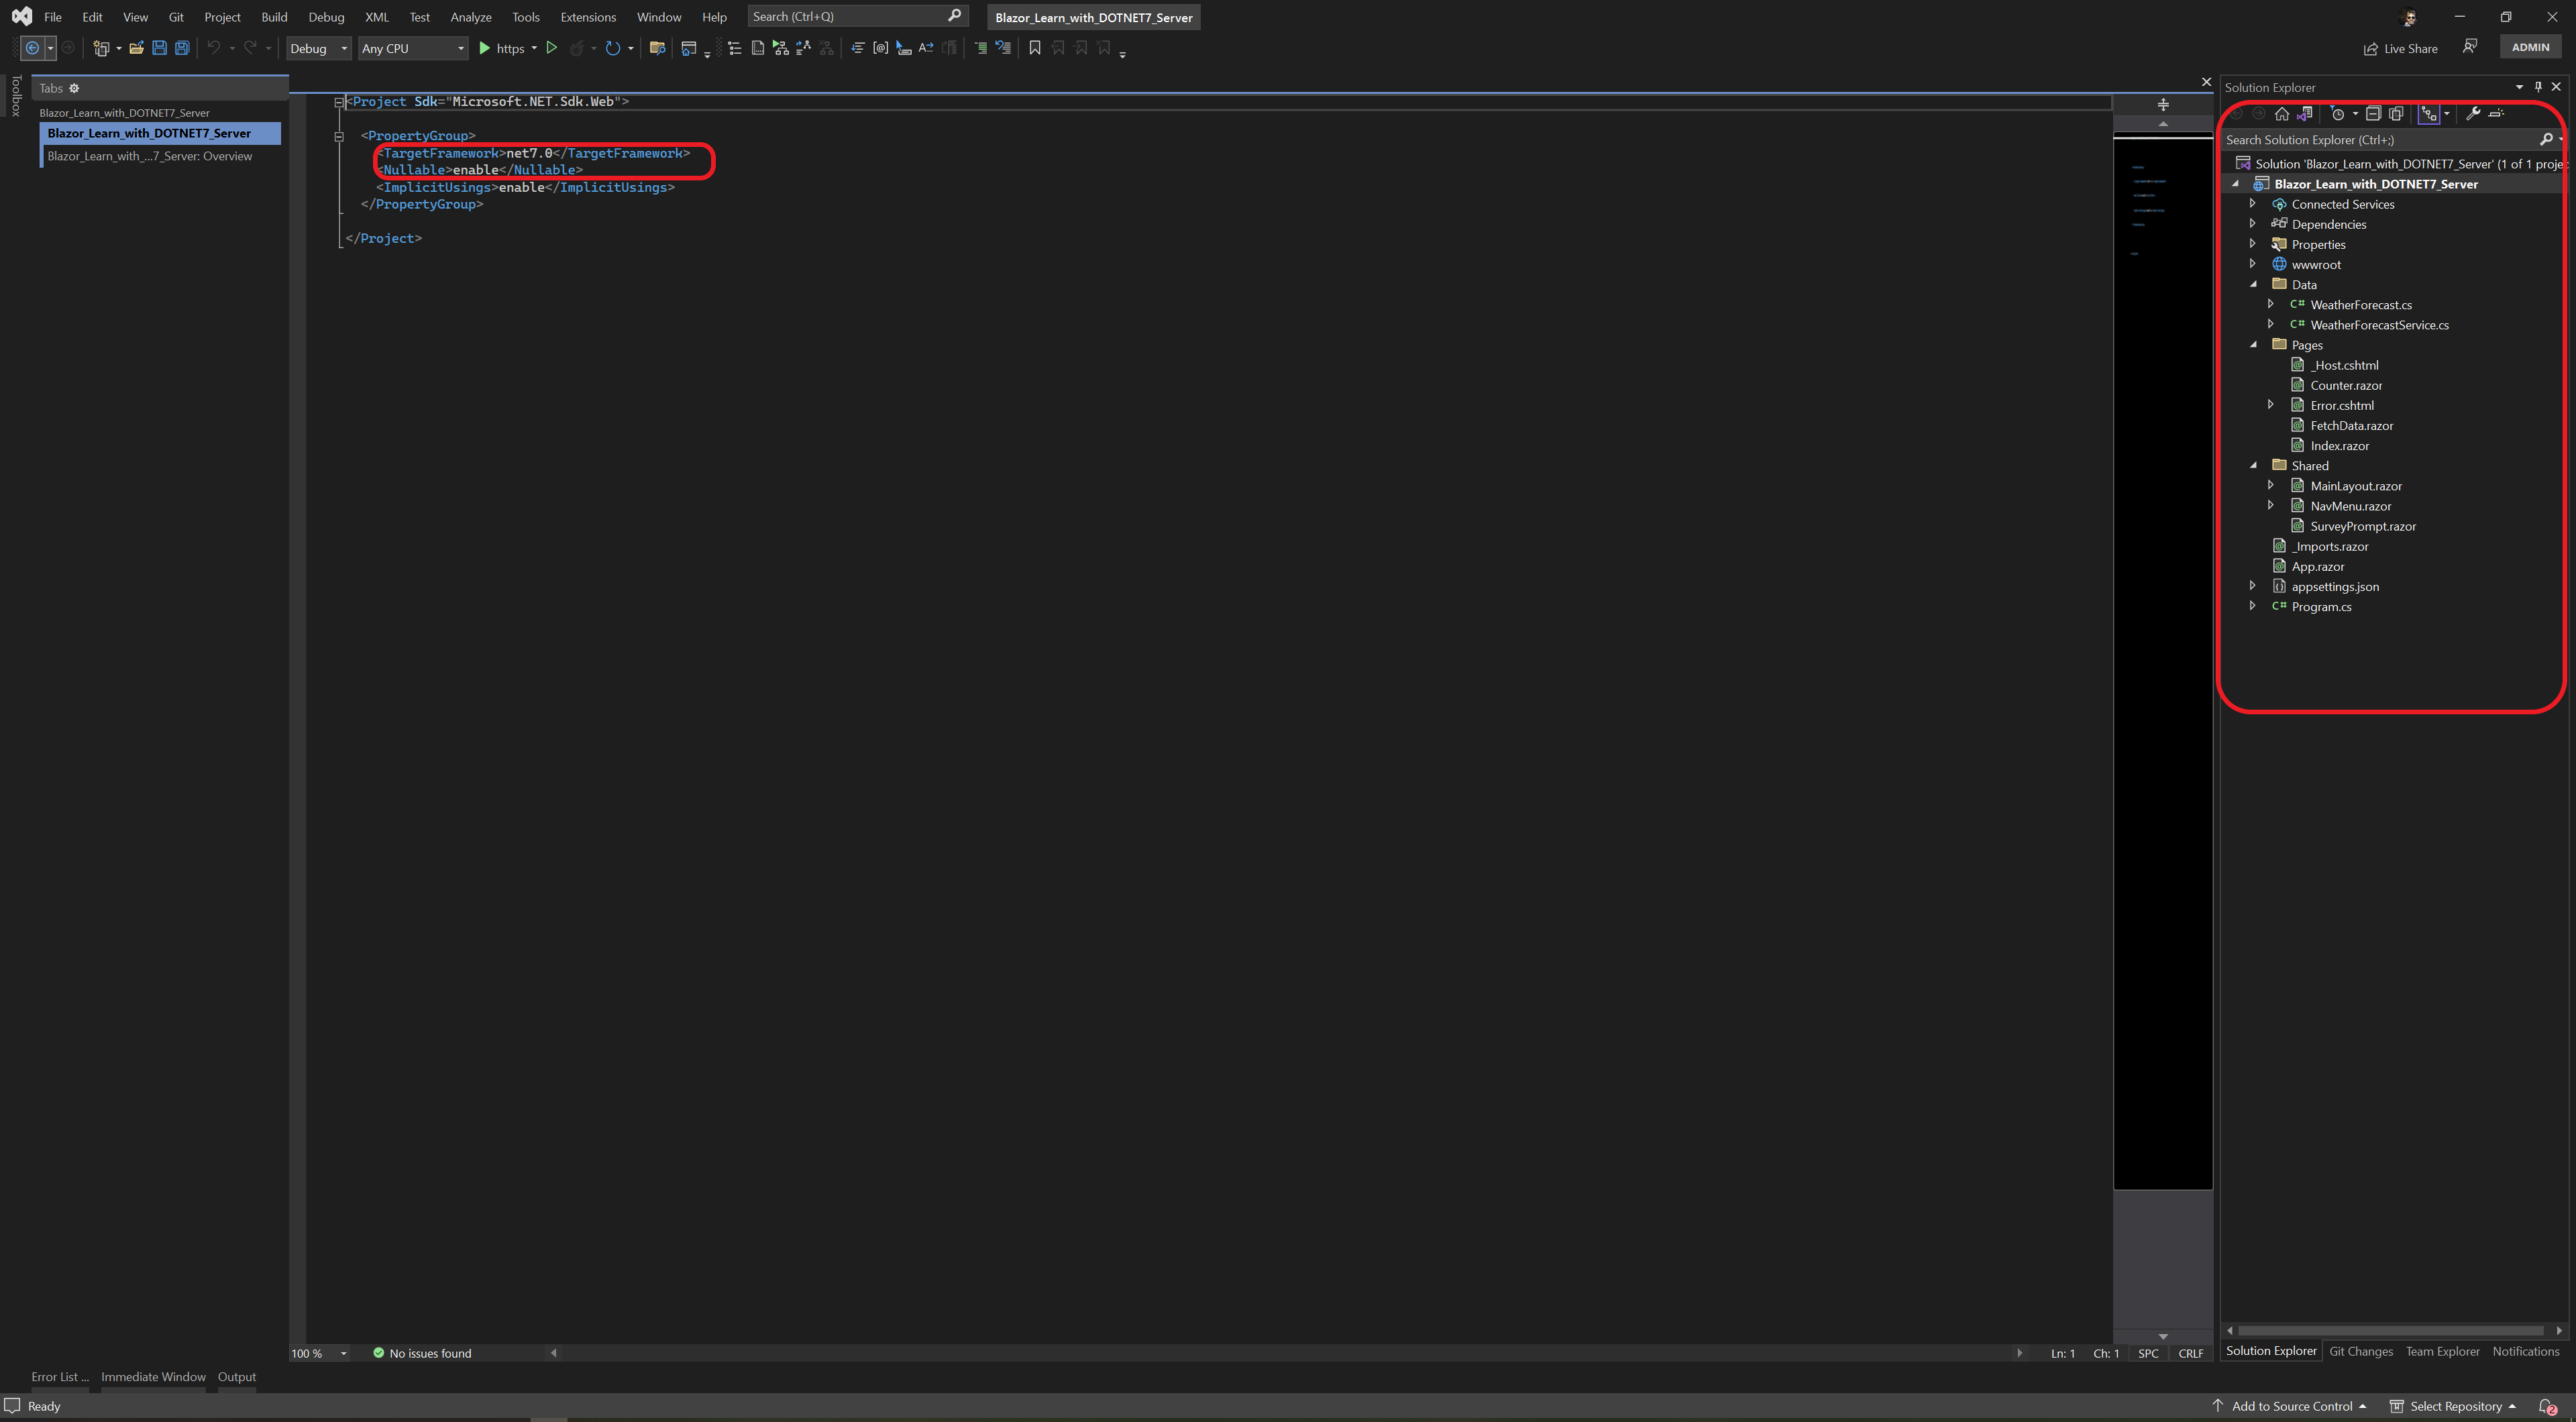 File Edit View Git Project Build Debug XML Test Analyze Tools Extensions Window Help Search (Ctrl+Q) Blazor_Learn_with_DOTNET7_Server
Debug Any CPU https Live Share ADMIN
Toolbox
Tabs
Blazor_Learn_with_DOTNET7_Server
Blazor_Learn_with_DOTNET7_Server
Blazor_Learn_with_...7_Server: Overview
<Project Sdk="Microsoft.NET.Sdk.Web">
<PropertyGroup>
<TargetFramework>net7.0</TargetFramework>
<Nullable>enable</Nullable>
<ImplicitUsings>enable</ImplicitUsings>
</PropertyGroup>
</Project>
Solution Explorer
Search Solution Explorer (Ctrl+;)
Solution 'Blazor_Learn_with_DOTNET7_Server' (1 of 1 proje
Blazor_Learn_with_DOTNET7_Server
Connected Services
Dependencies
Properties
wwwroot
Data
C# WeatherForecast.cs
C# WeatherForecastService.cs
Pages
_Host.cshtml
Counter.razor
Error.cshtml
FetchData.razor
Index.razor
Shared
MainLayout.razor
NavMenu.razor
SurveyPrompt.razor
_Imports.razor
App.razor
appsettings.json
C# Program.cs
100 % No issues found Ln: 1 Ch: 1 SPC CRLF
Solution Explorer Git Changes Team Explorer Notifications
Error List ... Immediate Window Output
Ready Add to Source Control Select Repository 2